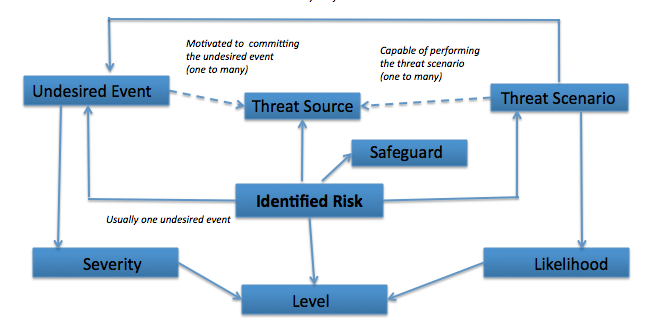 Motivated to committing
the undesired event
(one to many)
Capable of performing
the threat scenario
(one to many)
Undesired Event
Threat Source
Threat Scenario
Safeguard
Identified Risk
Usually one undesired event
Severity
Likelihood
Level